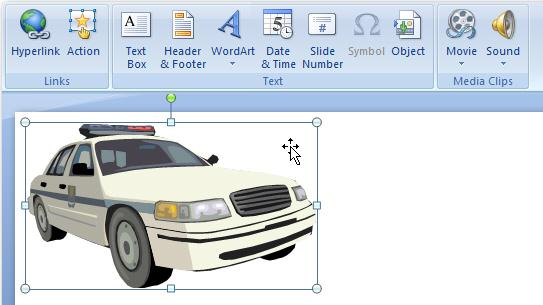 Hyperlink Action
Text Box
Header & Footer
WordArt
Date & Time
Slide Number
Symbol
Object
Movie
Sound
Links
Text
Media Clips